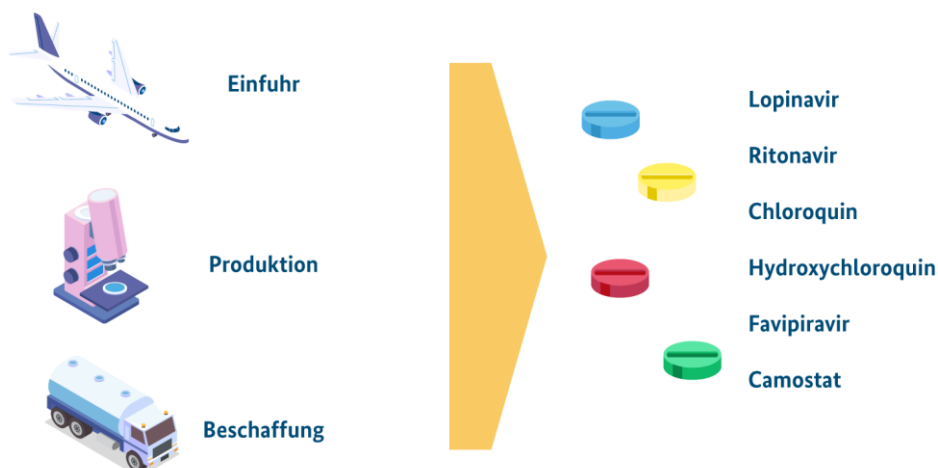 Einfuhr
Produktion
Beschaffung
Lopinavir
Ritonavir
Chloroquin
Hydroxychloroquin
Favipiravir
Camostat